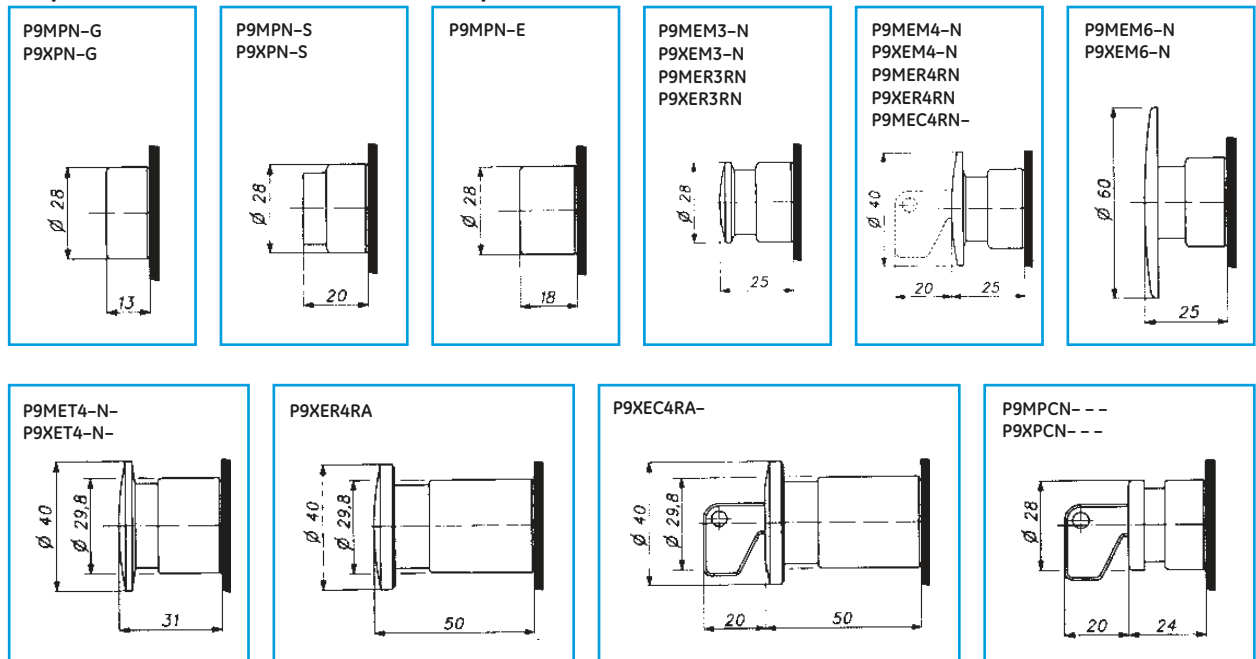 P9MPN–G
P9XPN–G
Ø 28
13
P9MPN–S
P9XPN–S
Ø 28
20
P9MPN–E
Ø 28
18
P9MEM3–N
P9XEM3–N
P9MER3RN
P9XER3RN
Ø 28
25
P9MEM4–N
P9XEM4–N
P9MER4RN
P9XER4RN
P9MEC4RN–
Ø 40
20
25
P9MEM6–N
P9XEM6–N
Ø 60
25
P9MET4–N–
P9XET4–N–
Ø 40
Ø 29,8
31
P9XER4RA
Ø 40
Ø 29,8
50
P9XEC4RA–
Ø 40
Ø 29,8
20
50
P9MPCN– – –
P9XPCN– – –
Ø 28
20
24